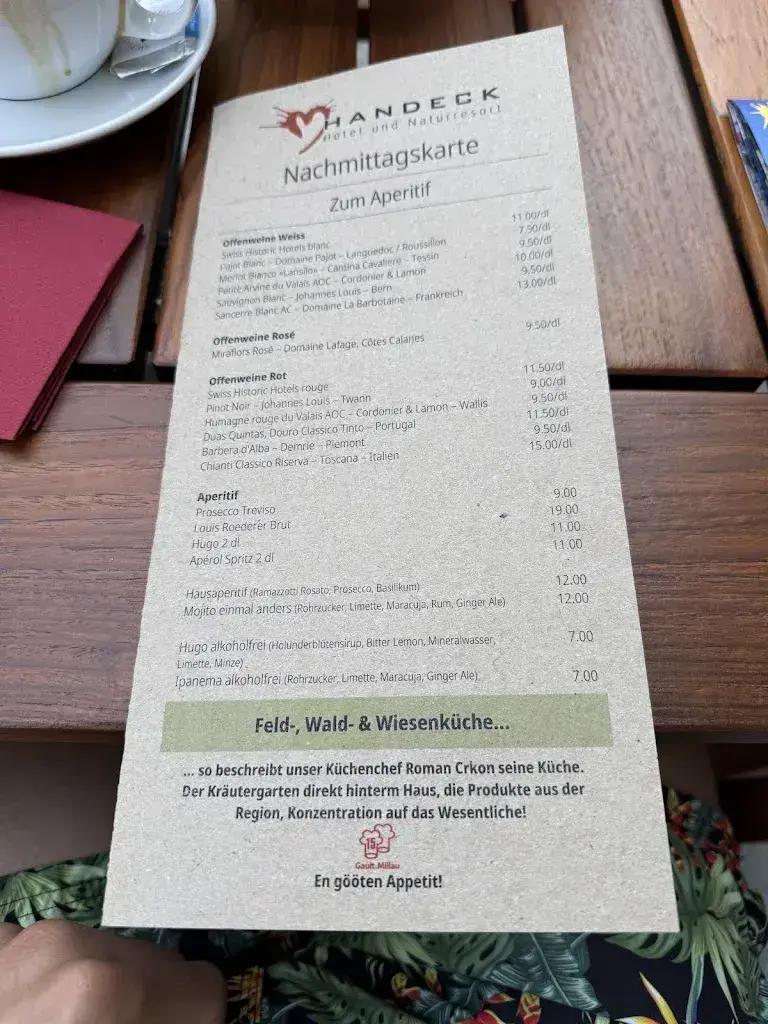 HANDECK
Hotel und Naturresort
Nachmittagskarte
Zum Aperitif
Offenweine Weiss
Swiss Historic Hotels blanc 11.00/dl
Pajot Blanc – Domaine Pajot – Languedoc / Roussillon 7.50/dl
Merlot Bianco «Lansilo» / Cantina Cavaliere – Tessin 9.50/dl
Petite Arvine du Valais AOC – Cordonier & Lamon 10.00/dl
Sauvignon Blanc – Johannes Louis – Bern 9.50/dl
Sancerre Blanc AC – Domaine La Barbotaine – Frankreich 13.00/dl
Offenweine Rosé
Miraflors Rosé – Domaine Lafage, Côtes Calanes 9.50/dl
Offenweine Rot
Swiss Historic Hotels rouge 11.50/dl
Pinot Noir – Johannes Louis – Twann 9.00/dl
Humagne rouge du Valais AOC – Cordonier & Lamon – Wallis 9.50/dl
Duas Quintas, Douro Classico Tinto – Portugal 11.50/dl
Barbera d'Alba – Demrie – Piemont 9.50/dl
Chianti Classico Riserva – Toscana – Italien 15.00/dl
Aperitif
Prosecco Treviso 9.00
Louis Roederer Brut 19.00
Hugo 2 dl 11.00
Aperol Spritz 2 dl 11.00
Hausaperitif (Ramazzotti Rosato, Prosecco, Basilikum) 12.00
Mojito einmal anders (Rohrzucker, Limette, Maracuja, Rum, Ginger Ale) 12.00
Hugo alkoholfrei (Holunderblütensirup, Bitter Lemon, Mineralwasser, 7.00
Limette, Minze)
Ipanema alkoholfrei (Rohrzucker, Limette, Maracuja, Ginger Ale) 7.00
Feld-, Wald- & Wiesenküche...
... so beschreibt unser Küchenchef Roman Crkon seine Küche.
Der Kräutergarten direkt hinterm Haus, die Produkte aus der
Region, Konzentration auf das Wesentliche!
15
Gault Millau
En gööten Appetit!